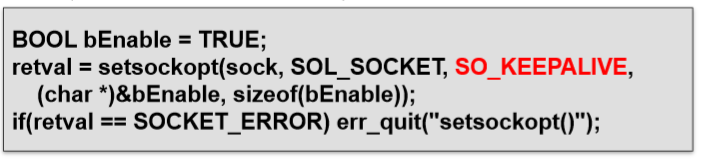 BOOL bEnable = TRUE;
retval = setsockopt(sock, SOL_SOCKET, SO_KEEPALIVE,
(char *)&bEnable, sizeof(bEnable));
if(retval == SOCKET_ERROR) err_quit("setsockopt()");